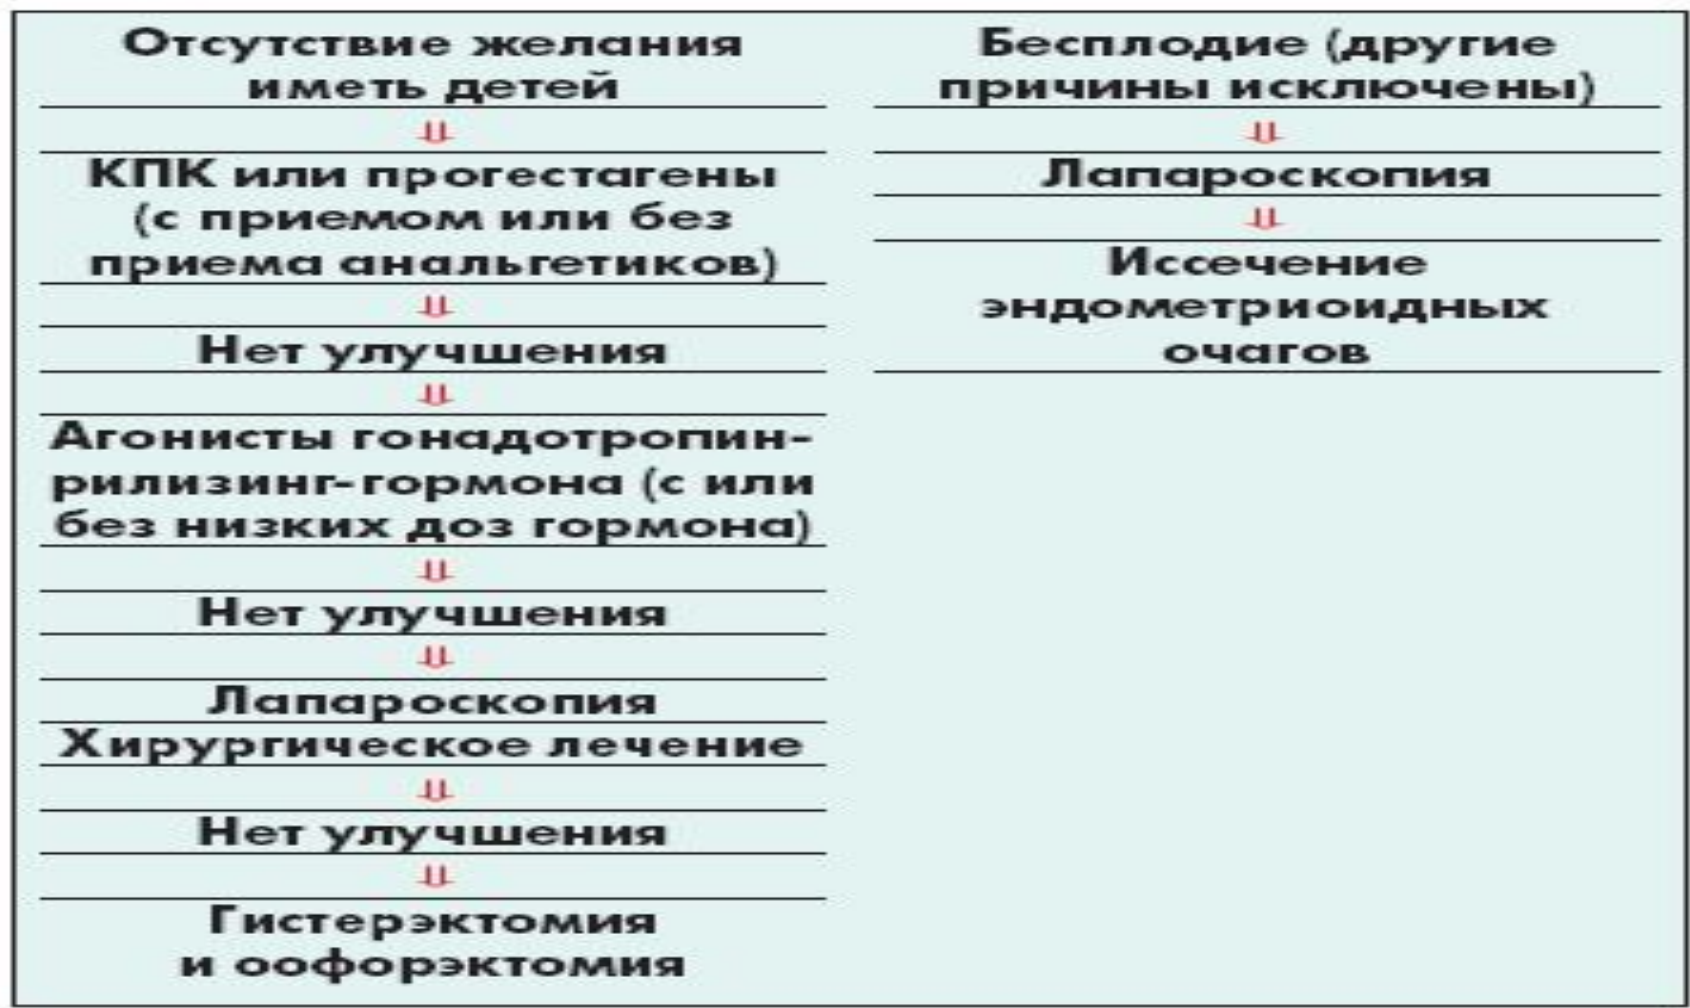 Отсутствие желания
иметь детей
КПК или прогестагены
(с приемом или без
приема анальгетиков)
Нет улучшения
Агонисты гонадотропин-
рилизинг-гормона (с или
без низких доз гормона)
Нет улучшения
Лапароскопия
Хирургическое лечение
Нет улучшения
Гистерэктомия
и оофорэктомия
Бесплодие (другие
причины исключены)
Лапароскопия
Иссечение
эндометриоидных
очагов